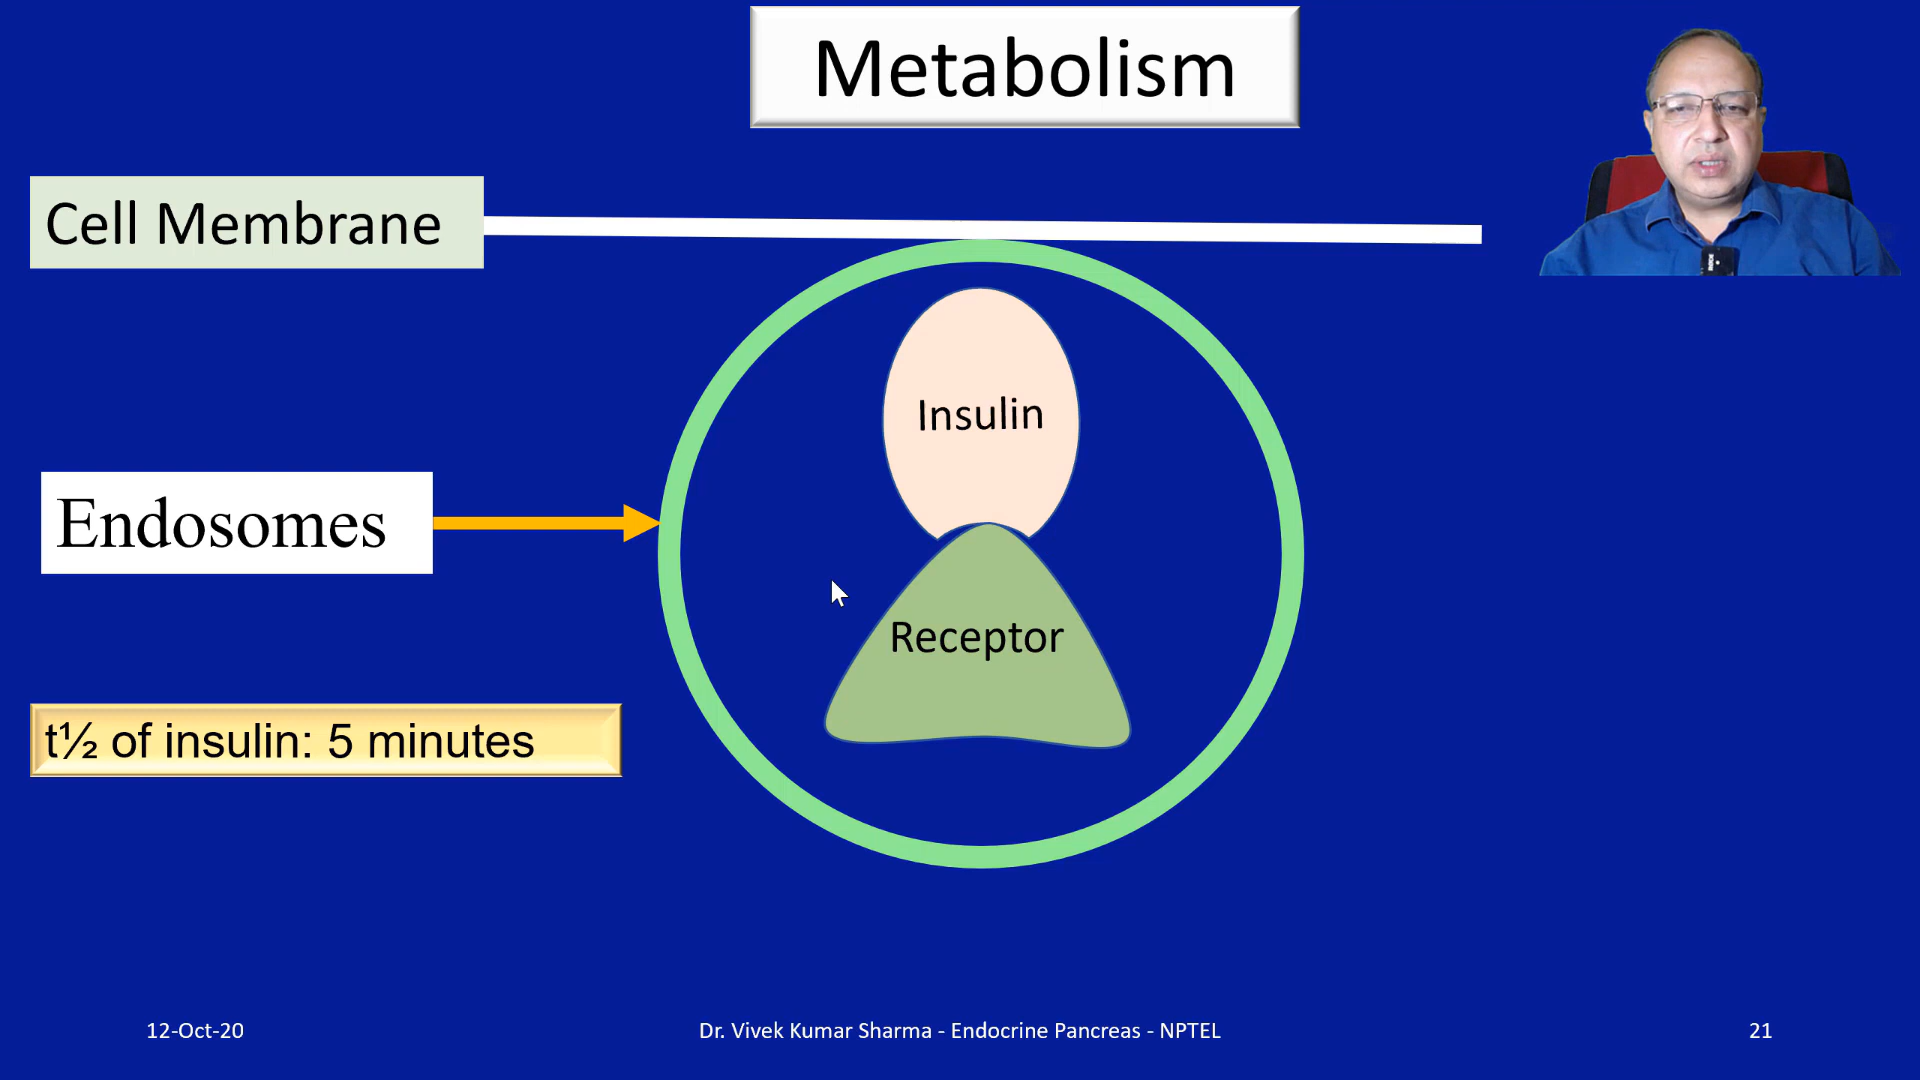 Metabolism
Cell Membrane
Insulin
Endosomes
Receptor
t½ of insulin: 5 minutes
12-Oct-20
Dr. Vivek Kumar Sharma - Endocrine Pancreas - NPTEL
21